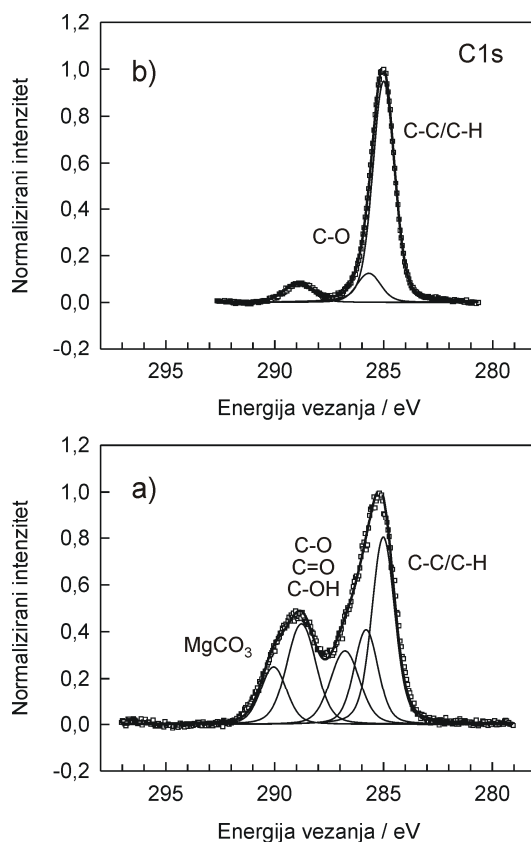 b)
C1s
C-C/C-H
C-O
Normalizirani intenzitet
1,0
0,8
0,6
0,4
0,2
0,0
-0,2
295
290
285
280
Energija vezanja / eV
a)
C-O
C=O
C-OH
C-C/C-H
MgCO₃
Normalizirani intenzitet
1,2
1,0
0,8
0,6
0,4
0,2
0,0
-0,2
295
290
285
280
Energija vezanja / eV